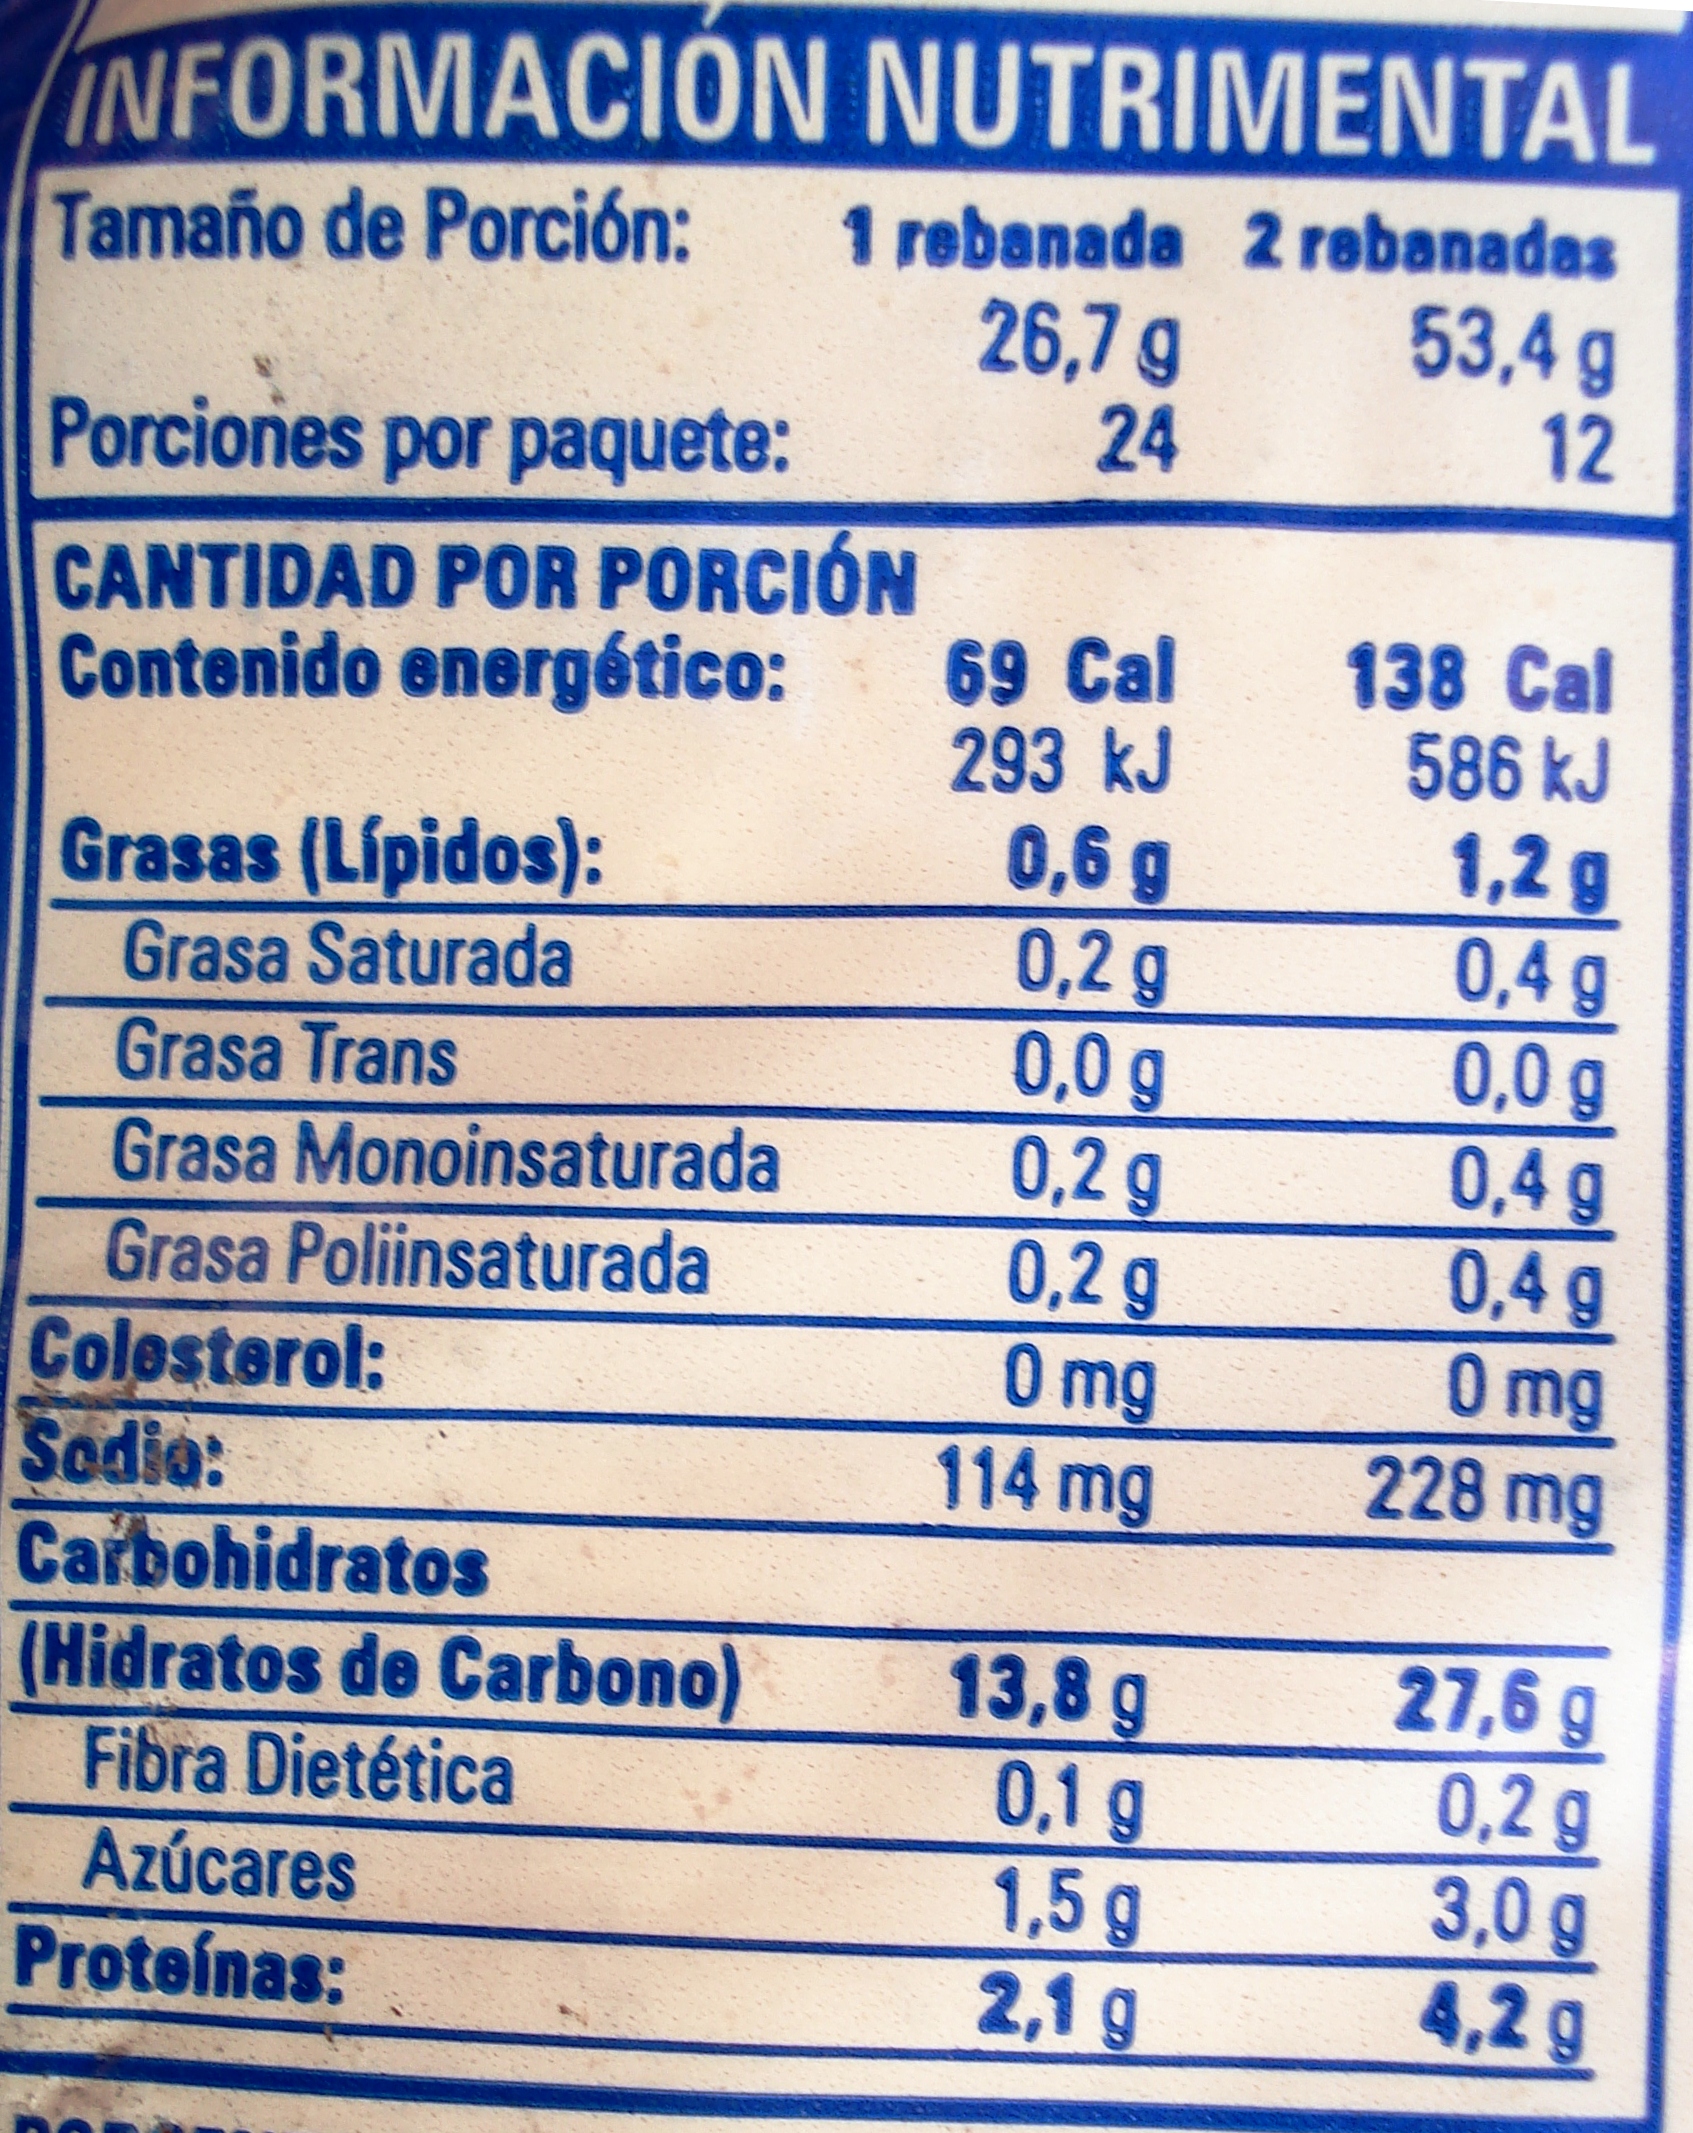 INFORMACIÓN NUTRIMENTAL
Tamaño de Porción: 1 rebanada 2 rebanadas
26,7 g 53,4 g
Porciones por paquete: 24 12
CANTIDAD POR PORCIÓN
Contenido energético: 69 Cal 138 Cal
293 kJ 586 kJ
Grasas (Lípidos): 0,6 g 1,2 g
Grasa Saturada 0,2 g 0,4 g
Grasa Trans 0,0 g 0,0 g
Grasa Monoinsaturada 0,2 g 0,4 g
Grasa Poliinsaturada 0,2 g 0,4 g
Colesterol: 0 mg 0 mg
Sodio: 114 mg 228 mg
Carbohidratos
(Hidratos de Carbono) 13,8 g 27,6 g
Fibra Dietética 0,1 g 0,2 g
Azúcares 1,5 g 3,0 g
Proteínas: 2,1 g 4,2 g